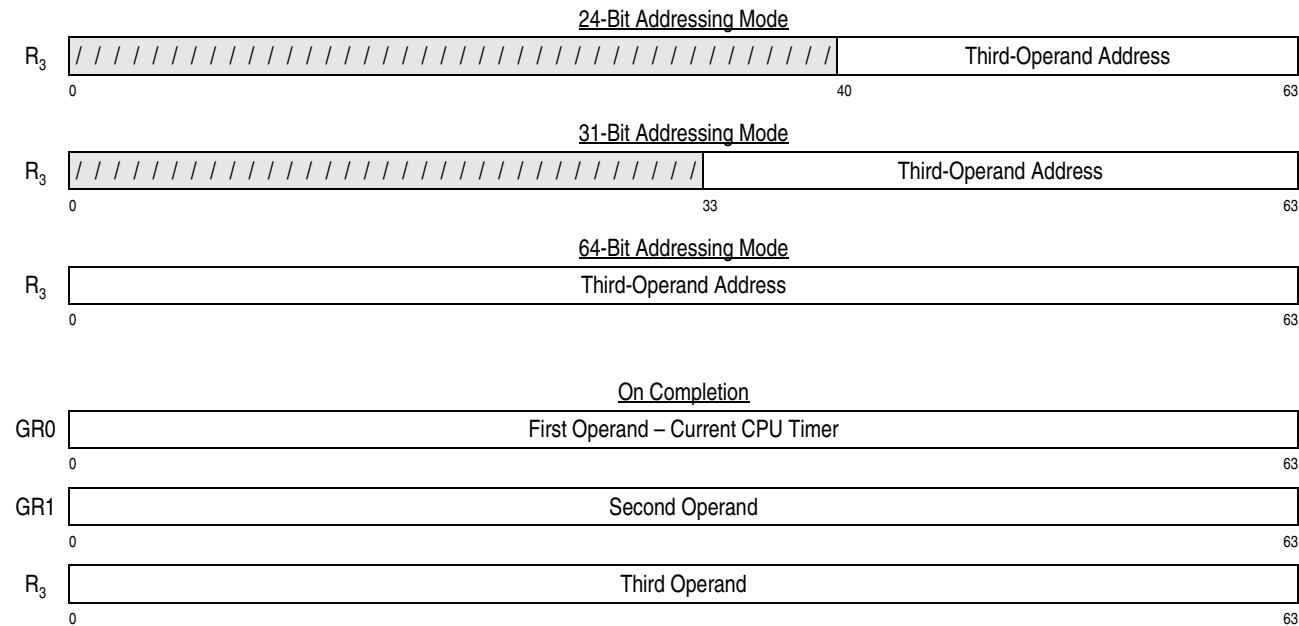 24-Bit Addressing Mode
R3 / / / / / / / / / / / / / / / / / / / / / / / / / / / / / / / / / / / / / / / / Third-Operand Address
0 40 63
31-Bit Addressing Mode
R3 / / / / / / / / / / / / / / / / / / / / / / / / / / / / / / / / / Third-Operand Address
0 33 63
64-Bit Addressing Mode
R3 Third-Operand Address
0 63
On Completion
GR0 First Operand – Current CPU Timer
0 63
GR1 Second Operand
0 63
R3 Third Operand
0 63